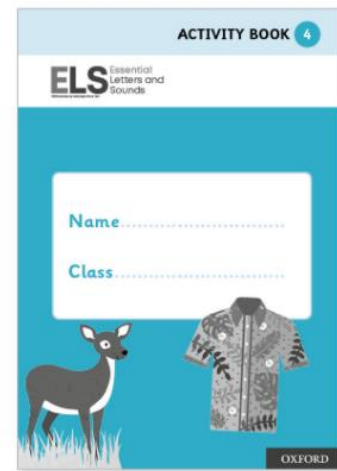 ACTIVITY BOOK 4
ELS Essential
Letters and
Sounds
Name..............................
Class..............................
OXFORD